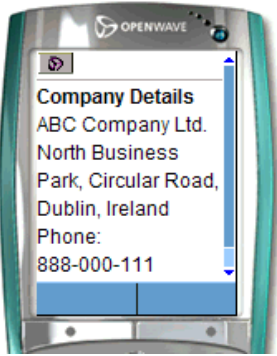 OPENWAVE
Company Details
ABC Company Ltd.
North Business
Park, Circular Road,
Dublin, Ireland
Phone:
888-000-111